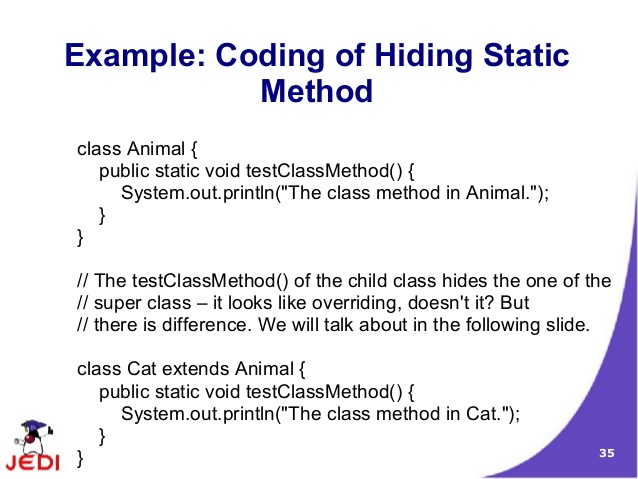 Example: Coding of Hiding Static
Method
class Animal {
public static void testClassMethod() {
System.out.println("The class method in Animal.");
}
}
// The testClassMethod() of the child class hides the one of the
// super class – it looks like overriding, doesn't it? But
// there is difference. We will talk about in the following slide.
class Cat extends Animal {
public static void testClassMethod() {
System.out.println("The class method in Cat.");
}
}
JEDI
35